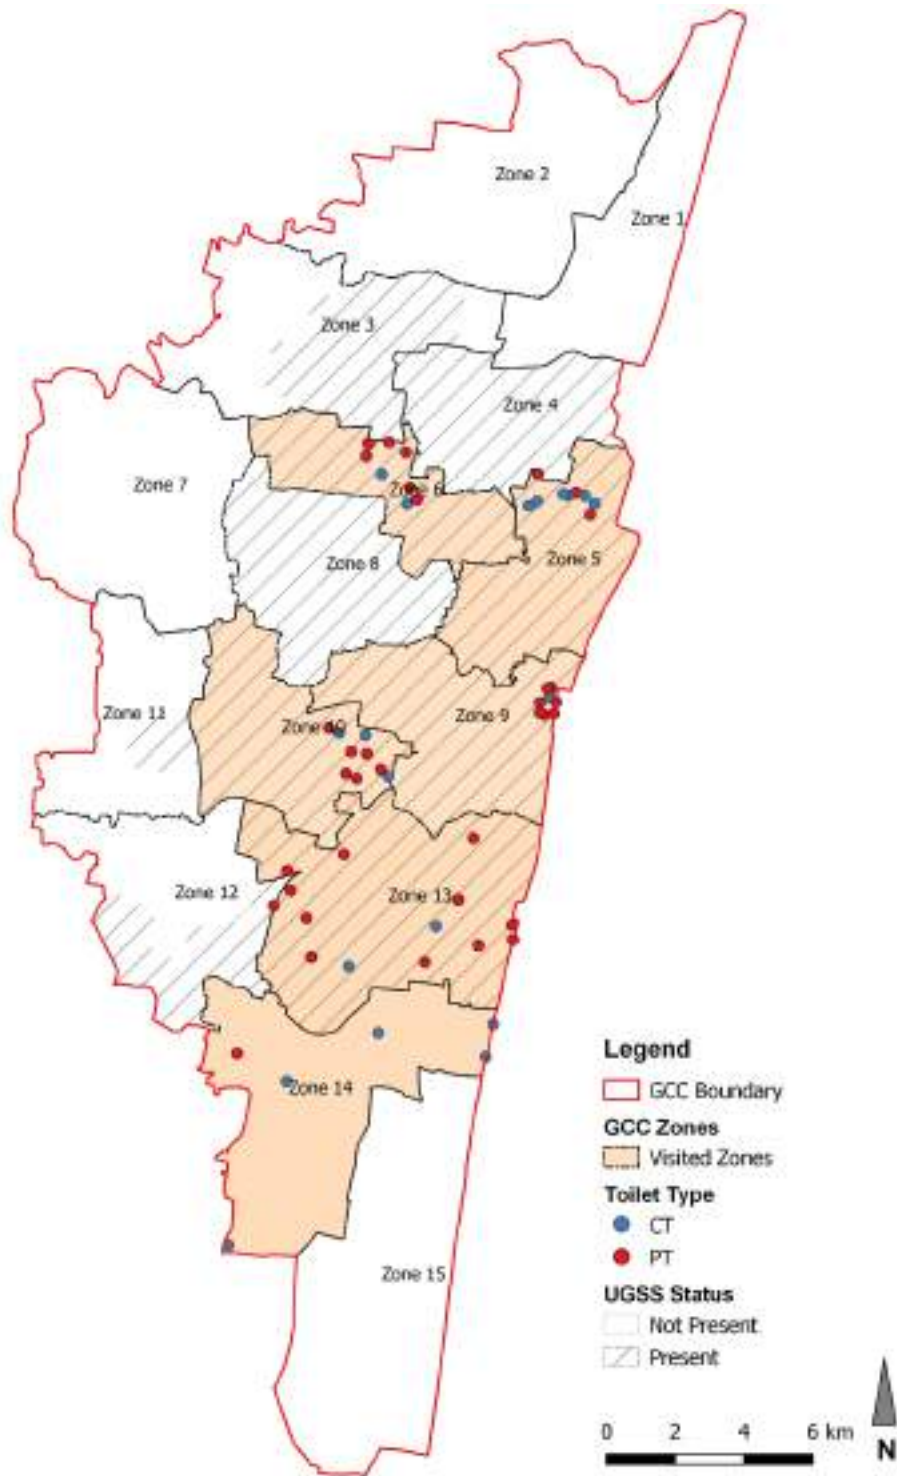 Zone 2
Zone 1
Zone 3
Zone 4
Zone 7
Zone 6
Zone 8
Zone 5
Zone 11
Zone 10
Zone 9
Zone 12
Zone 13
Zone 14
Zone 15
Legend
GCC Boundary
GCC Zones
Visited Zones
Toilet Type
CT
PT
UGSS Status
Not Present
Present
0 2 4 6 km
N